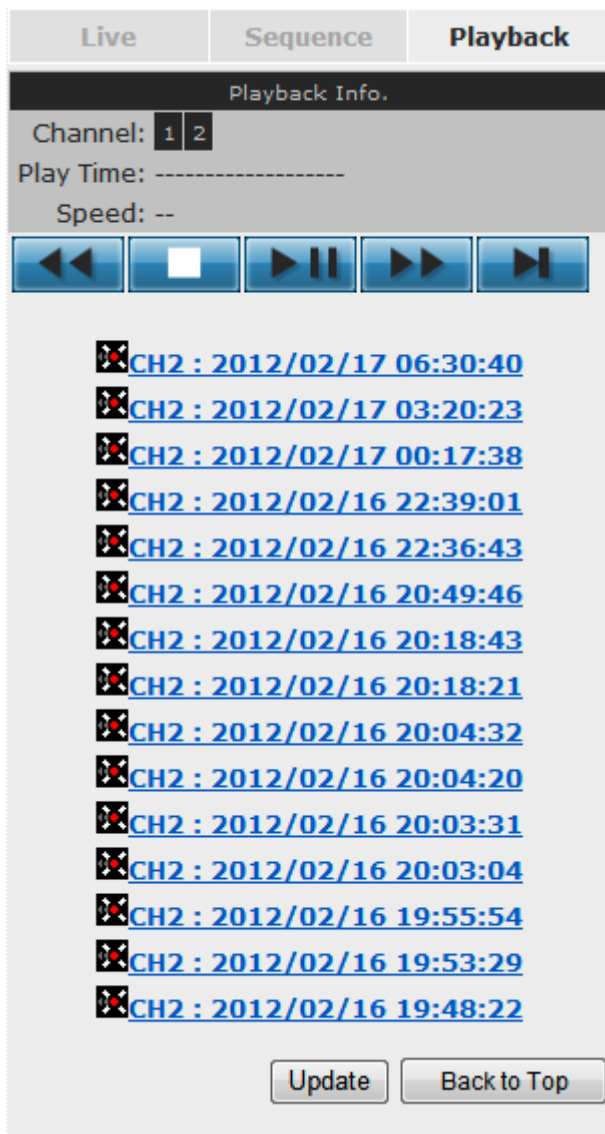 Live Sequence Playback
Playback Info.
Channel: 1 2
Play Time: -------------------
Speed: --
CH2 : 2012/02/17 06:30:40
CH2 : 2012/02/17 03:20:23
CH2 : 2012/02/17 00:17:38
CH2 : 2012/02/16 22:39:01
CH2 : 2012/02/16 22:36:43
CH2 : 2012/02/16 20:49:46
CH2 : 2012/02/16 20:18:43
CH2 : 2012/02/16 20:18:21
CH2 : 2012/02/16 20:04:32
CH2 : 2012/02/16 20:04:20
CH2 : 2012/02/16 20:03:31
CH2 : 2012/02/16 20:03:04
CH2 : 2012/02/16 19:55:54
CH2 : 2012/02/16 19:53:29
CH2 : 2012/02/16 19:48:22
Update Back to Top